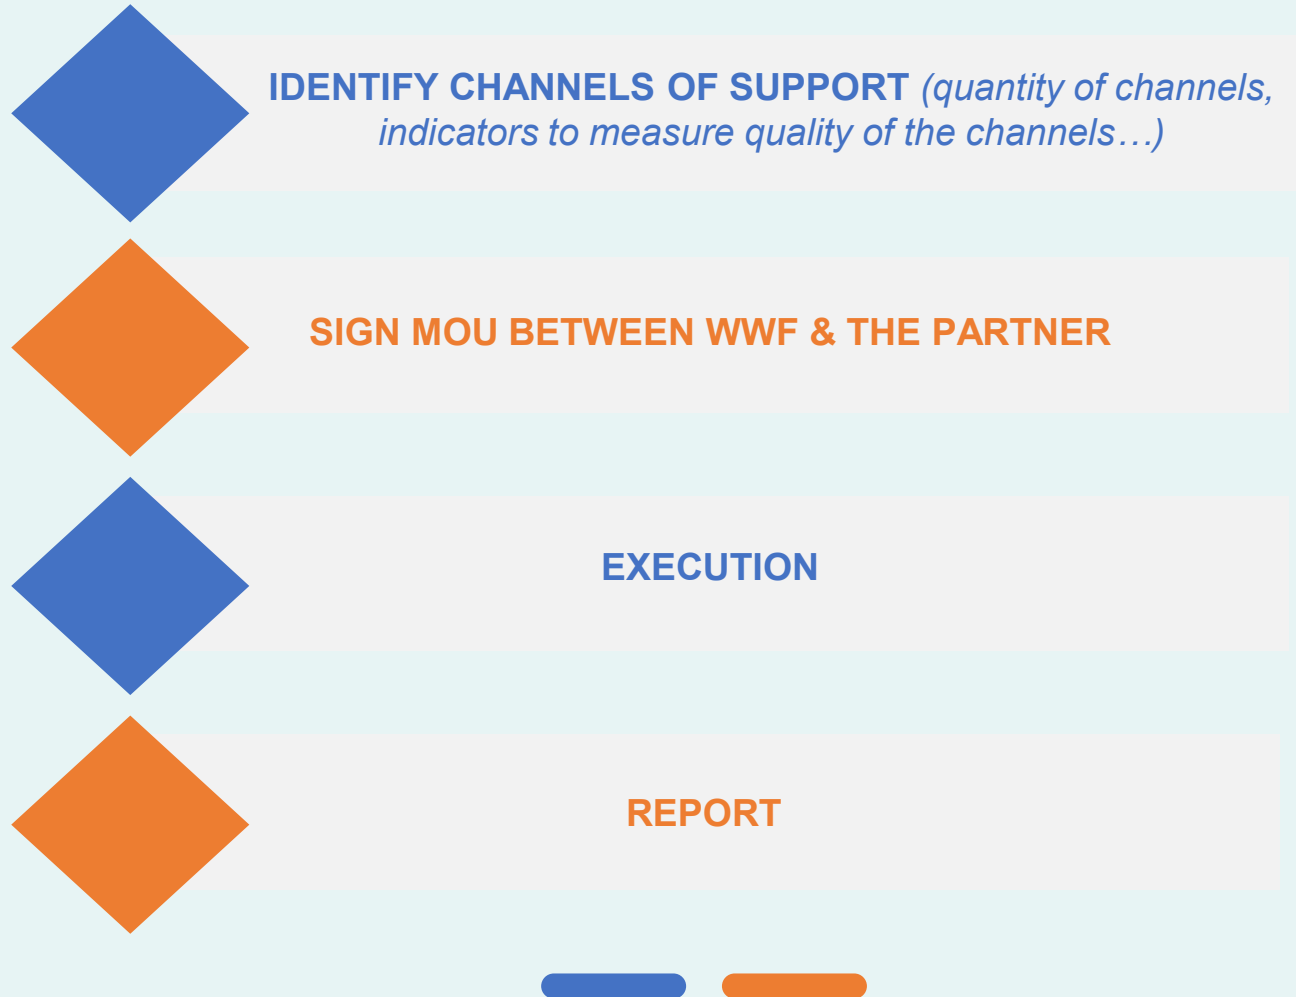 IDENTIFY CHANNELS OF SUPPORT (quantity of channels,
indicators to measure quality of the channels…)
SIGN MOU BETWEEN WWF & THE PARTNER
EXECUTION
REPORT